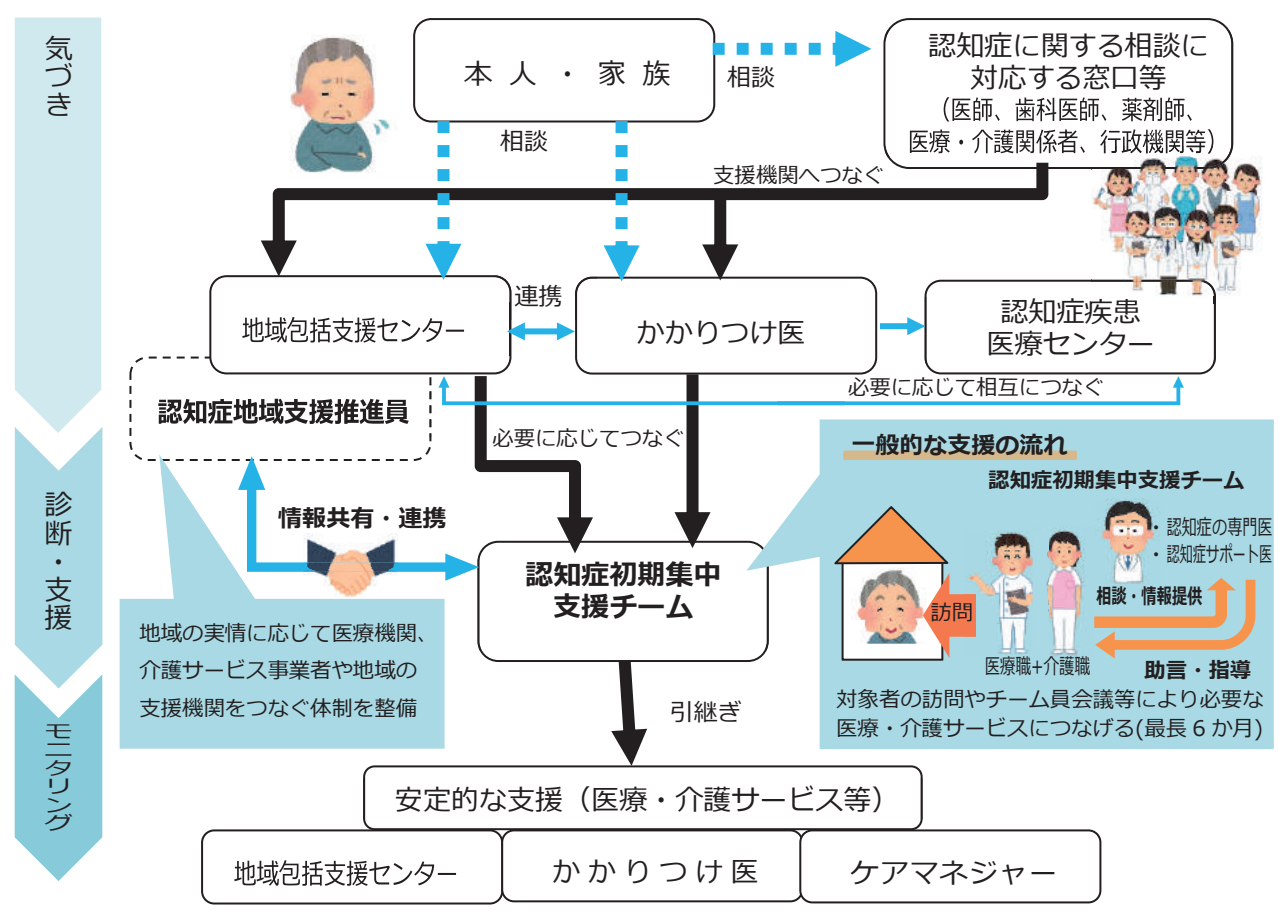 気づき
本人・家族
相談
認知症に関する相談に
対応する窓口等
（医師、歯科医師、薬剤師、
医療・介護関係者、行政機関等）
相談
支援機関へつなぐ
地域包括支援センター
連携
かかりつけ医
認知症疾患
医療センター
必要に応じて相互につなぐ
認知症地域支援推進員
必要に応じてつなぐ
診断・支援
情報共有・連携
認知症初期集中
支援チーム
地域の実情に応じて医療機関、
介護サービス事業者や地域の
支援機関をつなぐ体制を整備
一般的な支援の流れ
認知症初期集中支援チーム
・認知症の専門医
・認知症サポート医
相談・情報提供
訪問
医療職+介護職
助言・指導
対象者の訪問やチーム員会議等により必要な
医療・介護サービスにつなげる(最長6か月)
モニタリング
引継ぎ
安定的な支援（医療・介護サービス等）
地域包括支援センター
かかりつけ医
ケアマネジャー